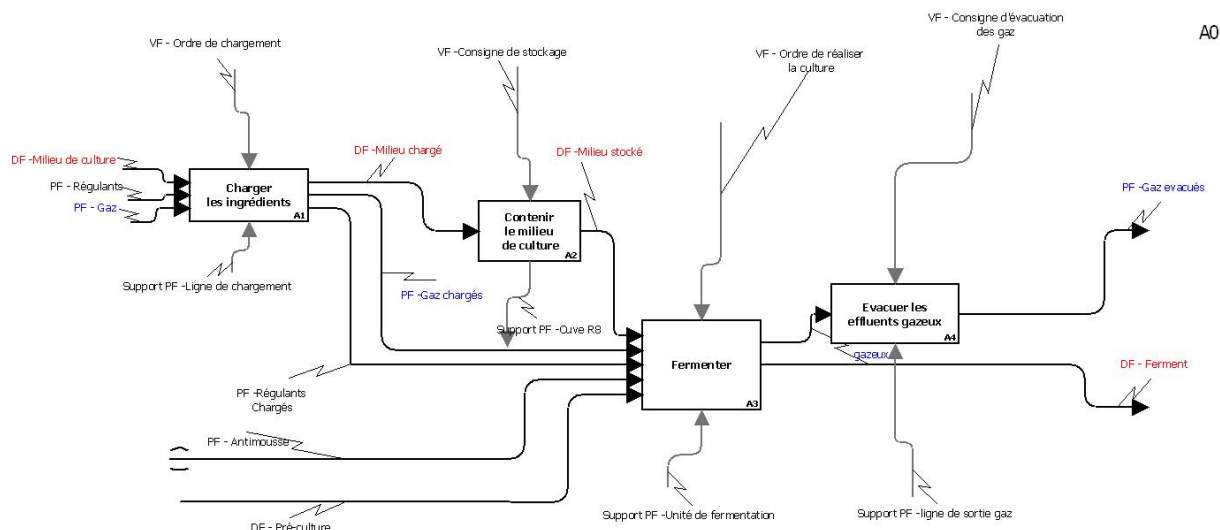 VF - Consigne d'évacuation
des gaz
A0
VF - Ordre de chargement
VF -Consigne de stockage
VF - Ordre de réaliser
la culture
DF -Milieu de culture
PF - Régulants
PF - Gaz
Charger
les ingrédients
A1
DF -Milieu chargé
DF -Milieu stocké
Contenir
le milieu
de culture
A2
PF -Gaz evacués
Support PF -Ligne de chargement
PF -Gaz chargés
Support PF -Cuve R8
Evacuer les
effluents gazeux
A4
Fermenter
A3
gazeux
DF - Ferment
PF -Régulants
Chargés
PF - Antimousse
Support PF -Unité de fermentation
Support PF -ligne de sortie gaz
DF - Pré-culture